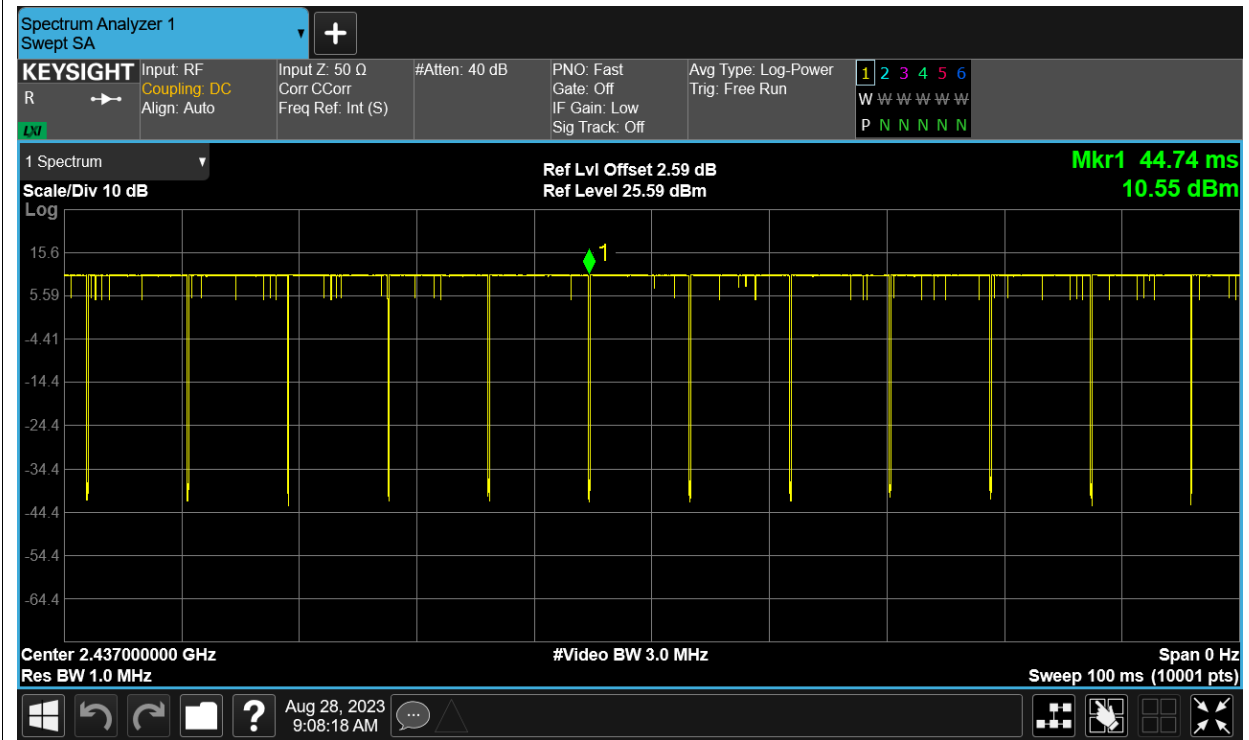 Spectrum Analyzer 1
Swept SA
▼
+
KEYSIGHT Input: RF Input Z: 50 Ω #Atten: 40 dB PNO: Fast Avg Type: Log-Power 1 2 3 4 5 6
R Coupling: DC Corr CCorr Gate: Off Trig: Free Run W W W W W W
Align: Auto Freq Ref: Int (S) IF Gain: Low
LXI Sig Track: Off P N N N N N
1 Spectrum ▼
Ref Lvl Offset 2.59 dB Mkr1 44.74 ms
Scale/Div 10 dB Ref Level 25.59 dBm 10.55 dBm
Log
1
15.6
5.59
-4.41
-14.4
-24.4
-34.4
-44.4
-54.4
-64.4
Center 2.437000000 GHz #Video BW 3.0 MHz Span 0 Hz
Res BW 1.0 MHz Sweep 100 ms (10001 pts)
? Aug 28, 2023
9:08:18 AM